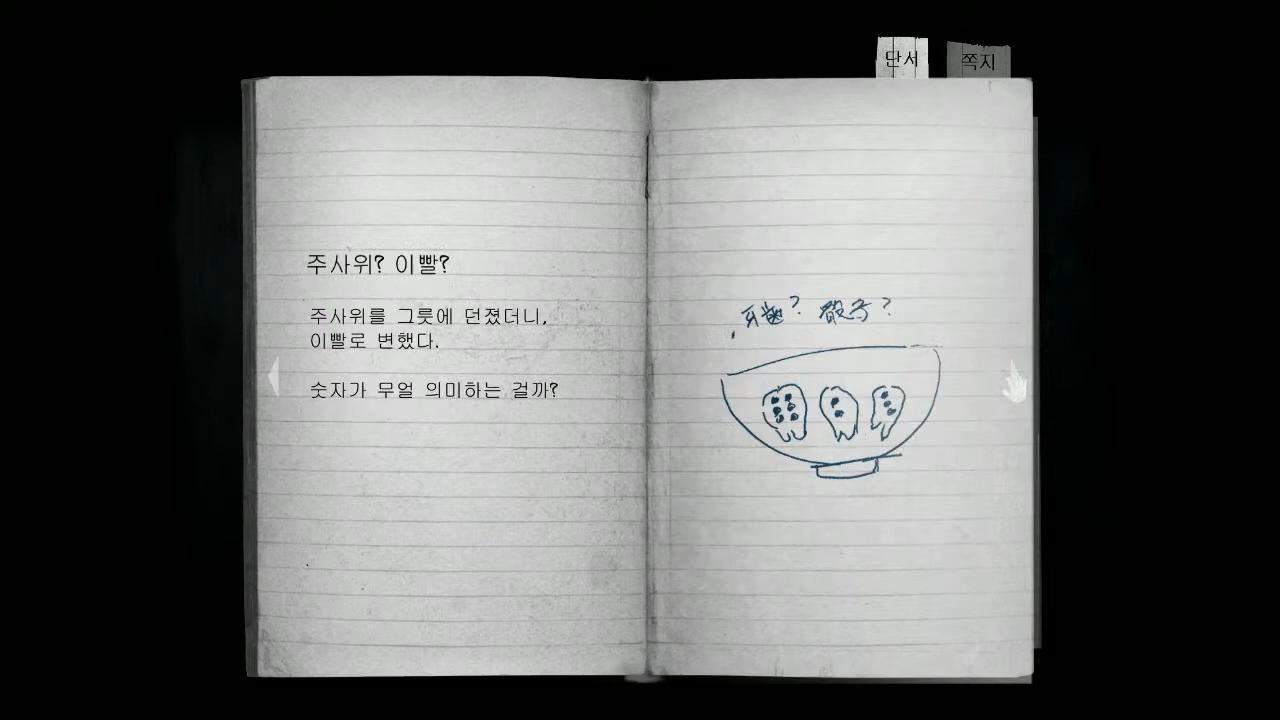 단서
쪽지
주사위? 이빨?
주사위를 그릇에 던졌더니,
이빨로 변했다.
숫자가 무얼 의미하는 걸까?
牙齒? 骰子?